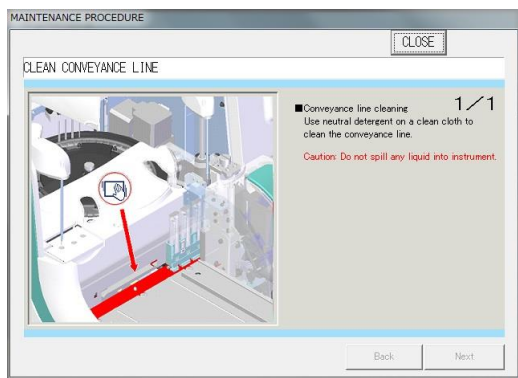 MAINTENANCE PROCEDURE
CLOSE
CLEAN CONVEYANCE LINE
1/1
■Conveyance line cleaning
Use neutral detergent on a clean cloth to
clean the conveyance line.
Caution: Do not spill any liquid into instrument.
Back
Next